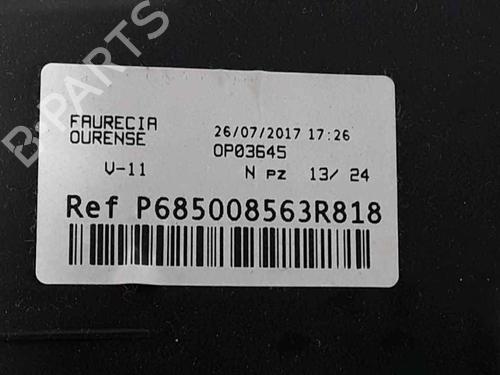 B-PARTS
FAURECIA
OURENSE
26/07/2017 17:26
OP03645
V-11
N pz 13/ 24
Ref P685008563R818